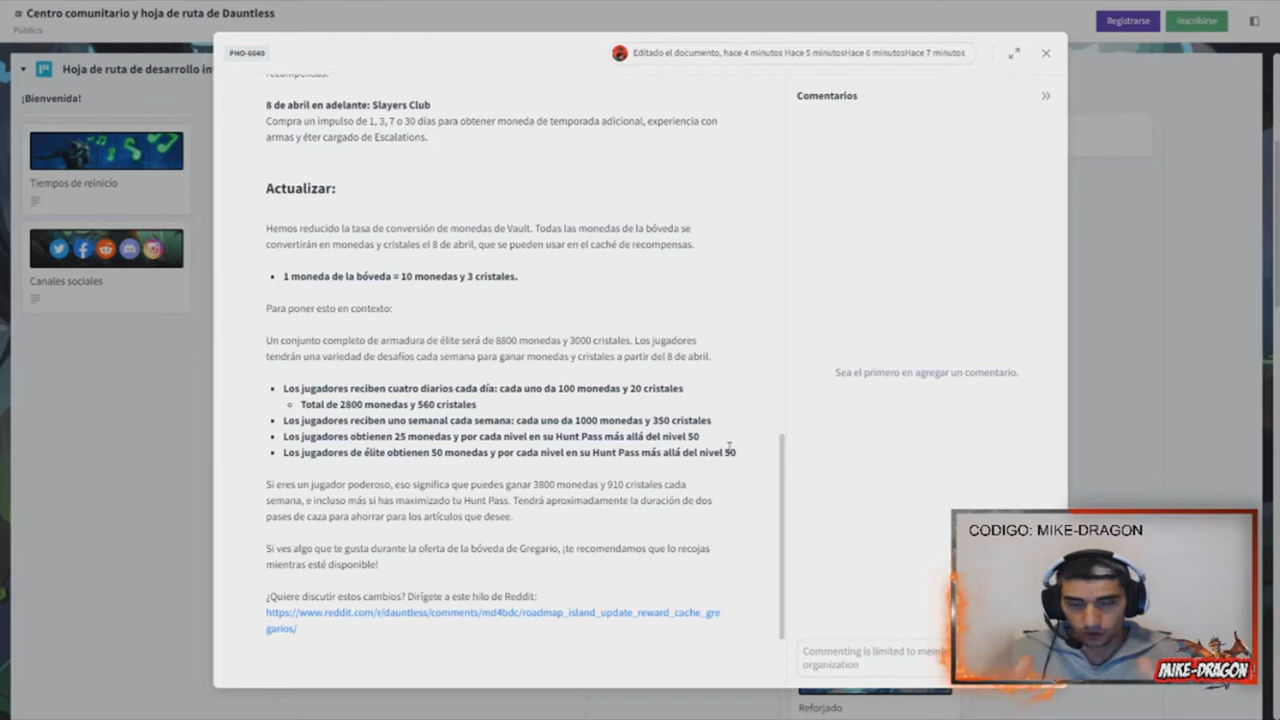 Centro comunitario y hoja de ruta de Dauntless
Público
Registrarse
Inscribirse
Hoja de ruta de desarrollo in
¡Bienvenida!
Tiempos de reinicio
Canales sociales
PHO-6640
Editado el documento, hace 4 minutos Hace 5 minutosHace 6 minutosHace 7 minutos
recompensas.
8 de abril en adelante: Slayers Club
Compra un impulso de 1, 3, 7 o 30 días para obtener moneda de temporada adicional, experiencia con
armas y éter cargado de Escalations.
Actualizar:
Hemos reducido la tasa de conversión de monedas de Vault. Todas las monedas de la bóveda se
convertirán en monedas y cristales el 8 de abril, que se pueden usar en el caché de recompensas.
• 1 moneda de la bóveda = 10 monedas y 3 cristales.
Para poner esto en contexto:
Un conjunto completo de armadura de élite será de 8800 monedas y 3000 cristales. Los jugadores
tendrán una variedad de desafíos cada semana para ganar monedas y cristales a partir del 8 de abril.
• Los jugadores reciben cuatro diarios cada día: cada uno da 100 monedas y 20 cristales
◦ Total de 2800 monedas y 560 cristales
• Los jugadores reciben uno semanal cada semana: cada uno da 1000 monedas y 350 cristales
• Los jugadores obtienen 25 monedas y por cada nivel en su Hunt Pass más allá del nivel 50
• Los jugadores de élite obtienen 50 monedas y por cada nivel en su Hunt Pass más allá del nivel 50
Si eres un jugador poderoso, eso significa que puedes ganar 3800 monedas y 910 cristales cada
semana, e incluso más si has maximizado tu Hunt Pass. Tendrá aproximadamente la duración de dos
pases de caza para ahorrar para los artículos que desee.
Si ves algo que te gusta durante la oferta de la bóveda de Gregario, ¡te recomendamos que lo recojas
mientras esté disponible!
¿Quiere discutir estos cambios? Dirígete a este hilo de Reddit:
https://www.reddit.com/r/dauntless/comments/md4bdc/roadmap_island_update_reward_cache_gre
garios/
Comentarios
Sea el primero en agregar un comentario.
Commenting is limited to mem
organization
Reforjado
CODIGO: MIKE-DRAGON
MIKE-DRAGON